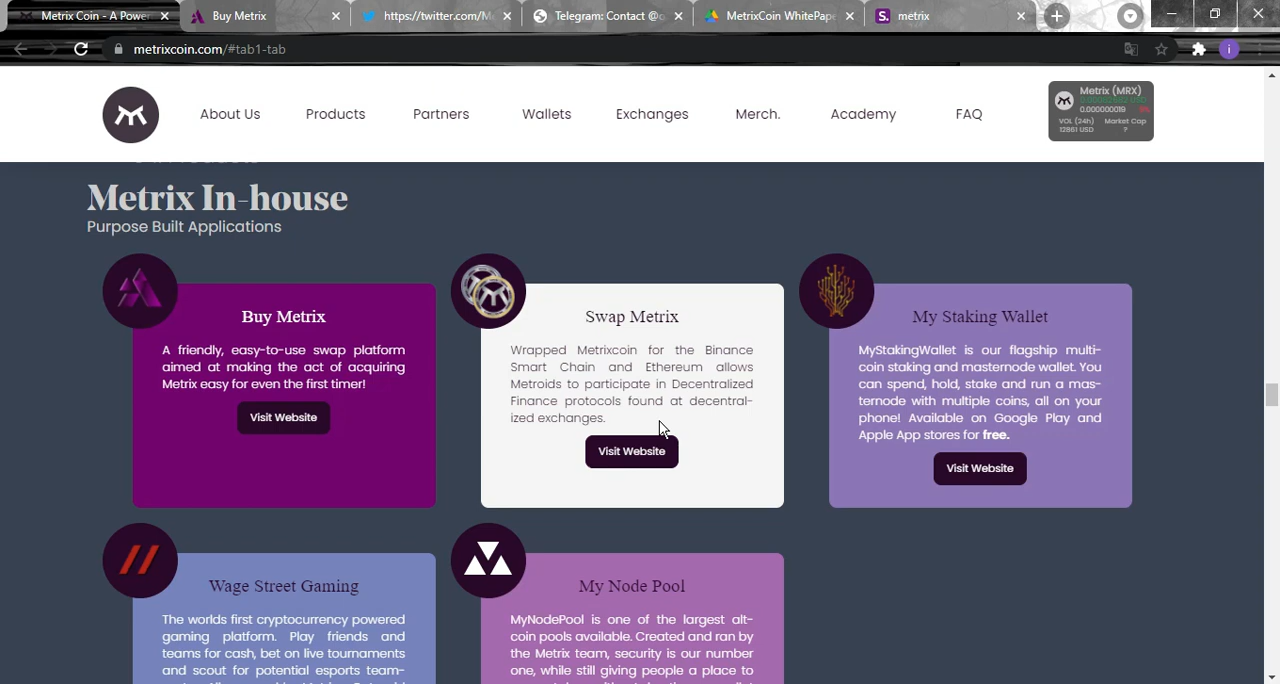 Metrix Coin - A Power
Buy Metrix
https://twitter.com/Me
Telegram: Contact @o
MetrixCoin WhitePape
metrix
metrixcoin.com/#tab1-tab
About Us
Products
Partners
Wallets
Exchanges
Merch.
Academy
FAQ
Metrix (MRX)
0.000000019
VOL (24h) Market Cap
12861 USD ?
Metrix In-house
Purpose Built Applications
Buy Metrix
A friendly, easy-to-use swap platform
aimed at making the act of acquiring
Metrix easy for even the first timer!
Visit Website
Swap Metrix
Wrapped Metrixcoin for the Binance
Smart Chain and Ethereum allows
Metroids to participate in Decentralized
Finance protocols found at decentral-
ized exchanges.
Visit Website
My Staking Wallet
MyStakingWallet is our flagship multi-
coin staking and masternode wallet. You
can spend, hold, stake and run a mas-
ternode with multiple coins, all on your
phone! Available on Google Play and
Apple App stores for free.
Visit Website
Wage Street Gaming
The worlds first cryptocurrency powered
gaming platform. Play friends and
teams for cash, bet on live tournaments
and scout for potential esports team-
My Node Pool
MyNodePool is one of the largest alt-
coin pools available. Created and ran by
the Metrix team, security is our number
one, while still giving people a place to